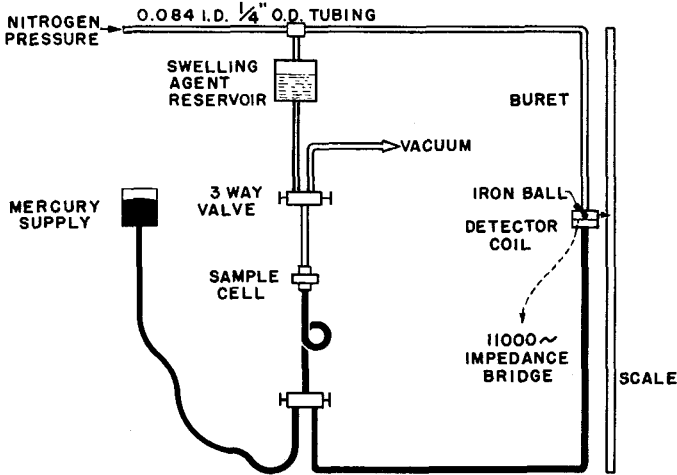 NITROGEN
PRESSURE
0.084 I.D. 1/4" O.D. TUBING
SWELLING
AGENT
RESERVOIR
BURET
VACUUM
3 WAY
VALVE
MERCURY
SUPPLY
IRON BALL
DETECTOR
COIL
SAMPLE
CELL
11000~
IMPEDANCE
BRIDGE
SCALE